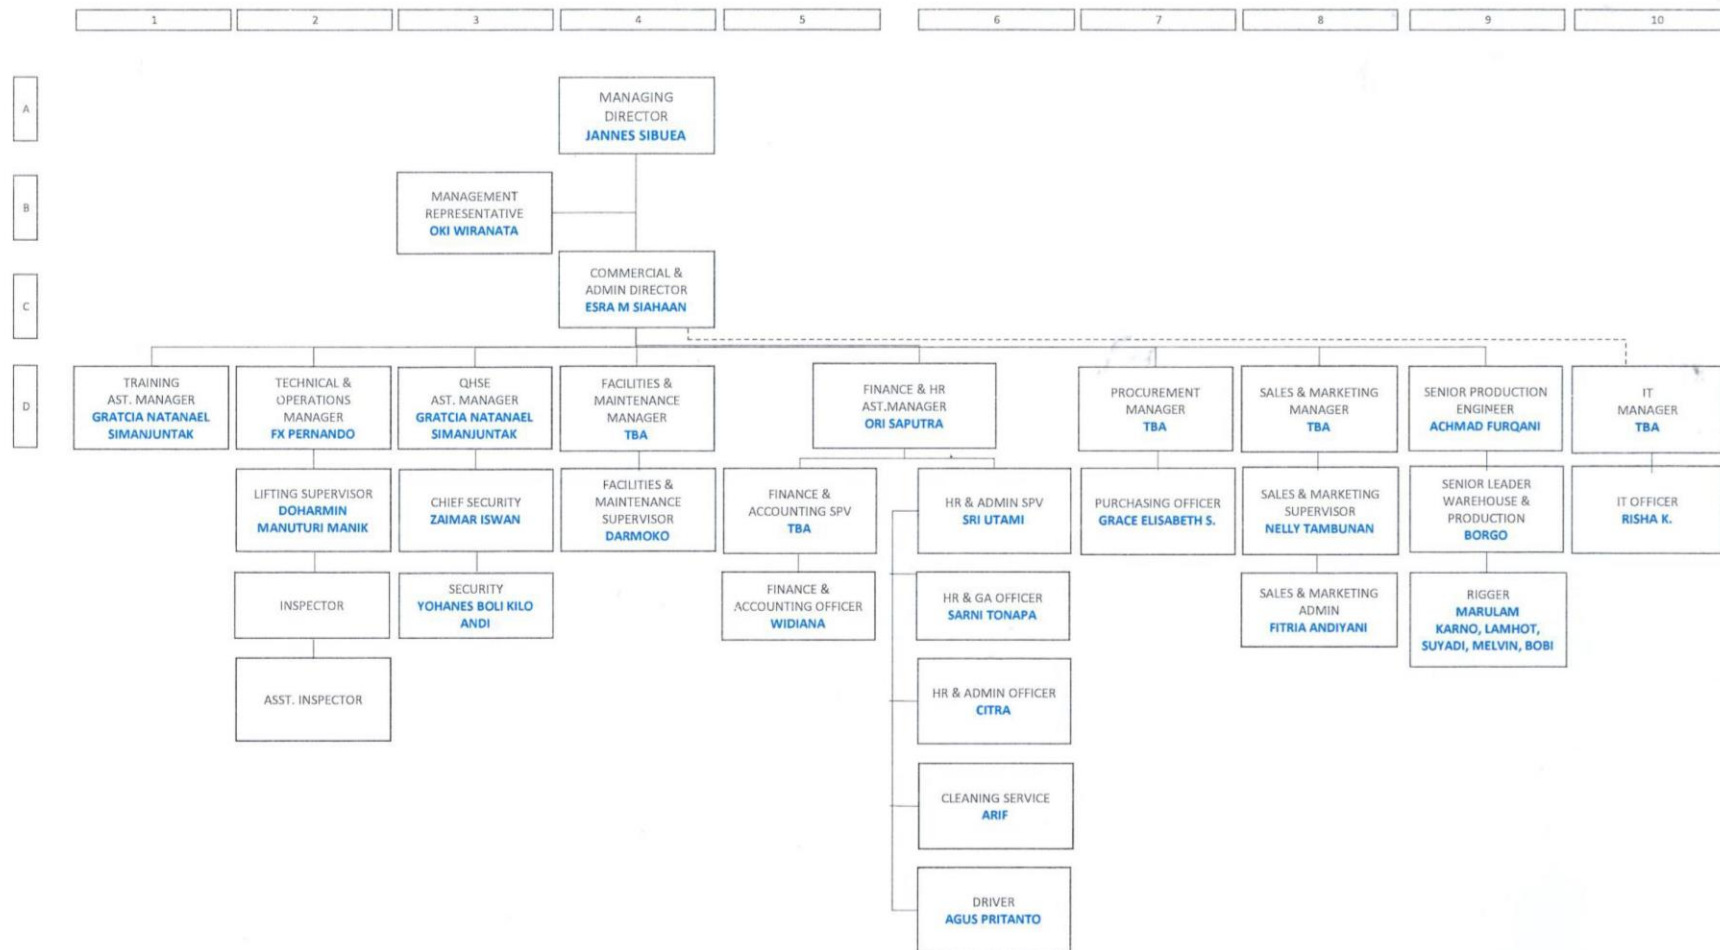 1
2
3
4
5
6
7
8
9
10
A
MANAGING
DIRECTOR
JANNES SIBUEA
B
MANAGEMENT
REPRESENTATIVE
OKI WIRANATA
C
COMMERCIAL &
ADMIN DIRECTOR
ESRA M SIAHAAN
D
TRAINING
AST. MANAGER
GRATCIA NATANAEL
SIMANJUNTAK
TECHNICAL &
OPERATIONS
MANAGER
FX PERNANDO
QHSE
AST. MANAGER
GRATCIA NATANAEL
SIMANJUNTAK
FACILITIES &
MAINTENANCE
MANAGER
TBA
FINANCE & HR
AST.MANAGER
ORI SAPUTRA
PROCUREMENT
MANAGER
TBA
SALES & MARKETING
MANAGER
TBA
SENIOR PRODUCTION
ENGINEER
ACHMAD FURQANI
IT
MANAGER
TBA
LIFTING SUPERVISOR
DOHARMIN
MANUTURI MANIK
CHIEF SECURITY
ZAIMAR ISWAN
FACILITIES &
MAINTENANCE
SUPERVISOR
DARMOKO
FINANCE &
ACCOUNTING SPV
TBA
HR & ADMIN SPV
SRI UTAMI
PURCHASING OFFICER
GRACE ELISABETH S.
SALES & MARKETING
SUPERVISOR
NELLY TAMBUNAN
SENIOR LEADER
WAREHOUSE &
PRODUCTION
BORGO
IT OFFICER
RISHA K.
INSPECTOR
SECURITY
YOHANES BOLI KILO
ANDI
FINANCE &
ACCOUNTING OFFICER
WIDIANA
HR & GA OFFICER
SARNI TONAPA
SALES & MARKETING
ADMIN
FITRIA ANDIYANI
RIGGER
MARULAM
KARNO, LAMHOT,
SUYADI, MELVIN, BOBI
ASST. INSPECTOR
HR & ADMIN OFFICER
CITRA
CLEANING SERVICE
ARIF
DRIVER
AGUS PRITANTO